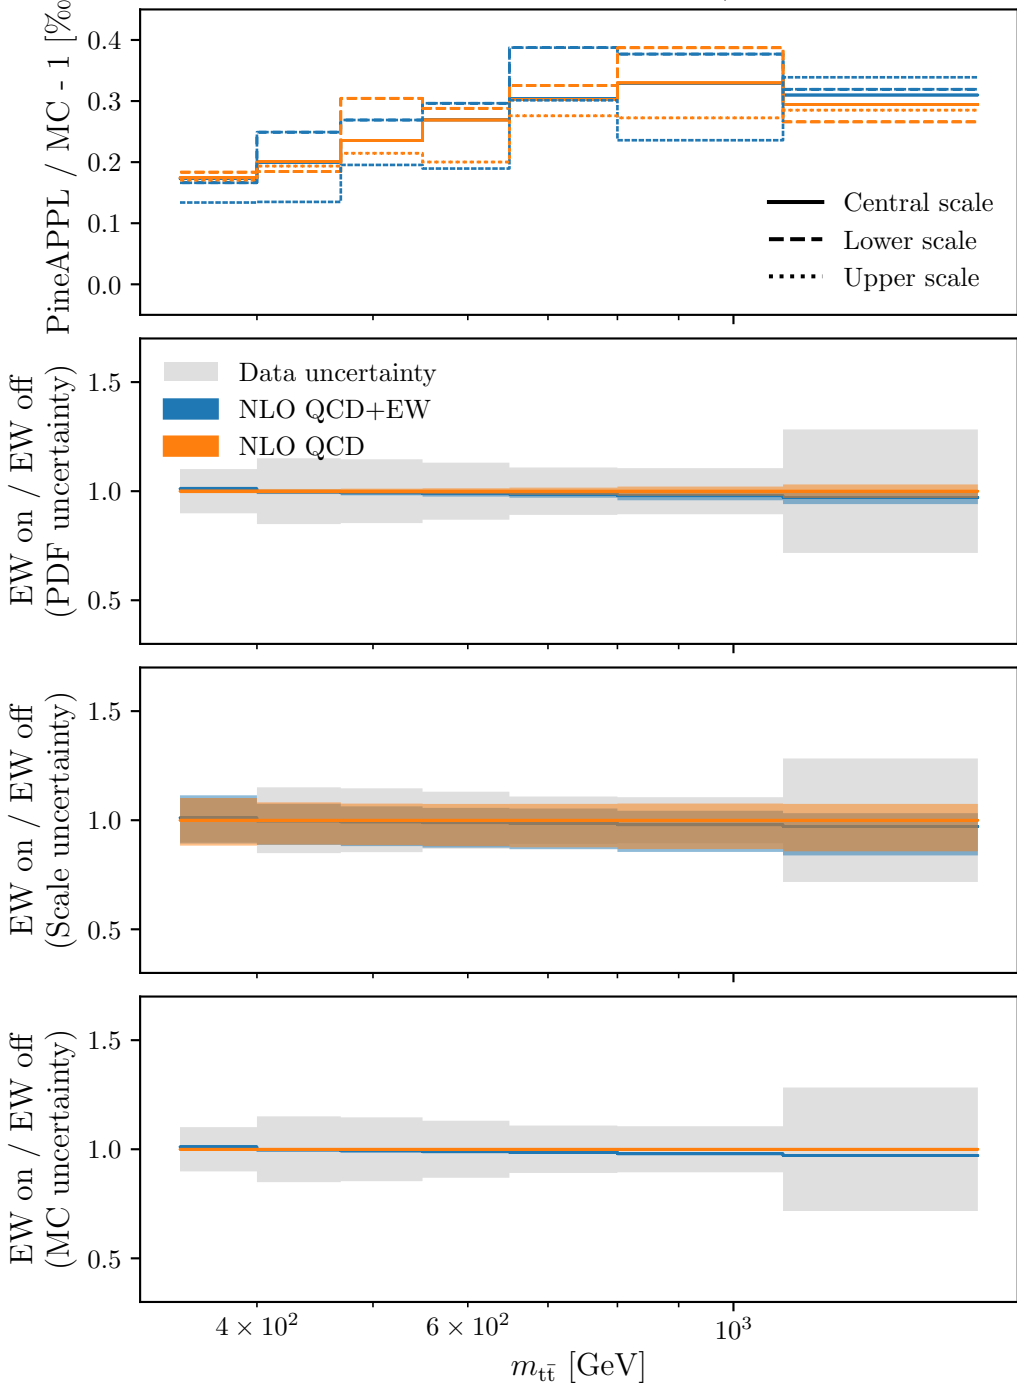 PineAPPL / MC - 1 [‰
0.4
0.3
0.2
0.1
0.0
Central scale
Lower scale
Upper scale
EW on / EW off
(PDF uncertainty)
1.5
1.0
0.5
Data uncertainty
NLO QCD+EW
NLO QCD
EW on / EW off
(Scale uncertainty)
1.5
1.0
0.5
EW on / EW off
(MC uncertainty)
1.5
1.0
0.5
4 × 10² 6 × 10² 10³
m_{tt̄} [GeV]